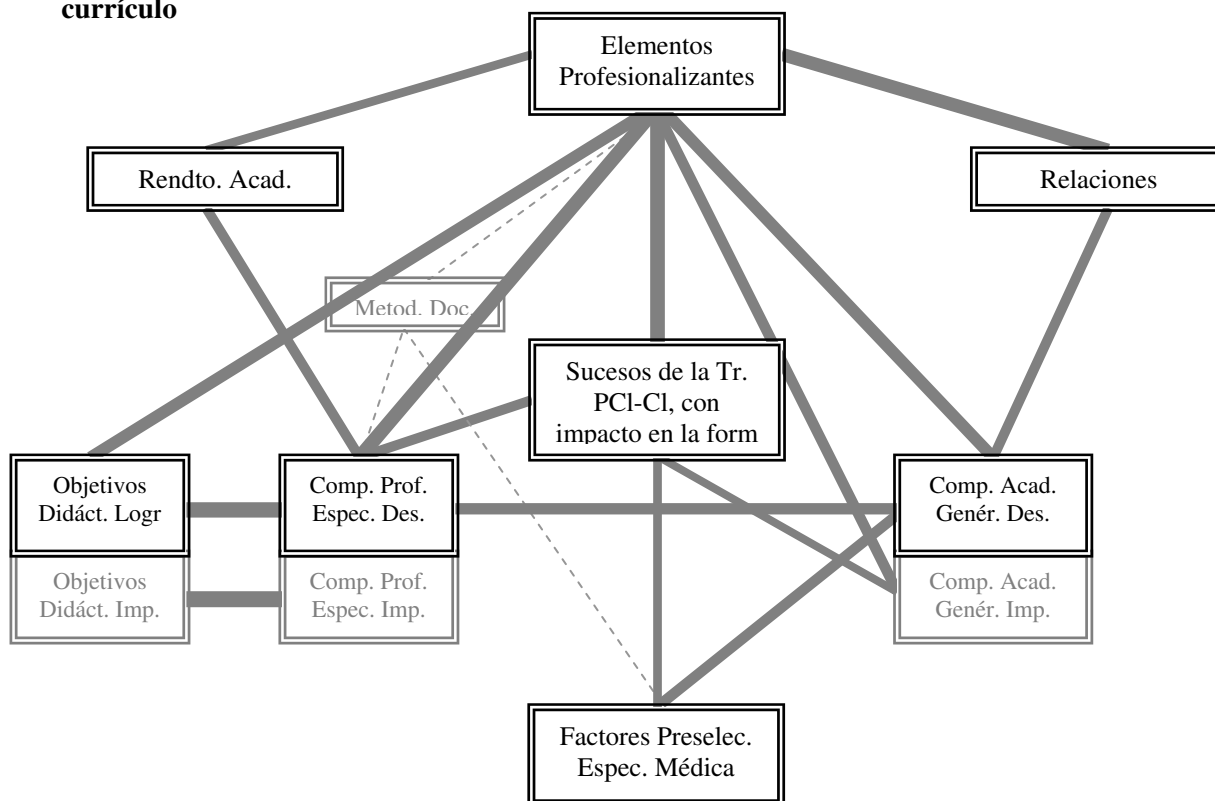 currículo
Elementos
Profesionalizantes
Rendto. Acad.
Relaciones
Metod. Doc.
Sucesos de la Tr.
PCl-Cl, con
impacto en la form
Objetivos
Didáct. Logr
Comp. Prof.
Espec. Des.
Comp. Acad.
Genér. Des.
Objetivos
Didáct. Imp.
Comp. Prof.
Espec. Imp.
Comp. Acad.
Genér. Imp.
Factores Preselec.
Espec. Médica